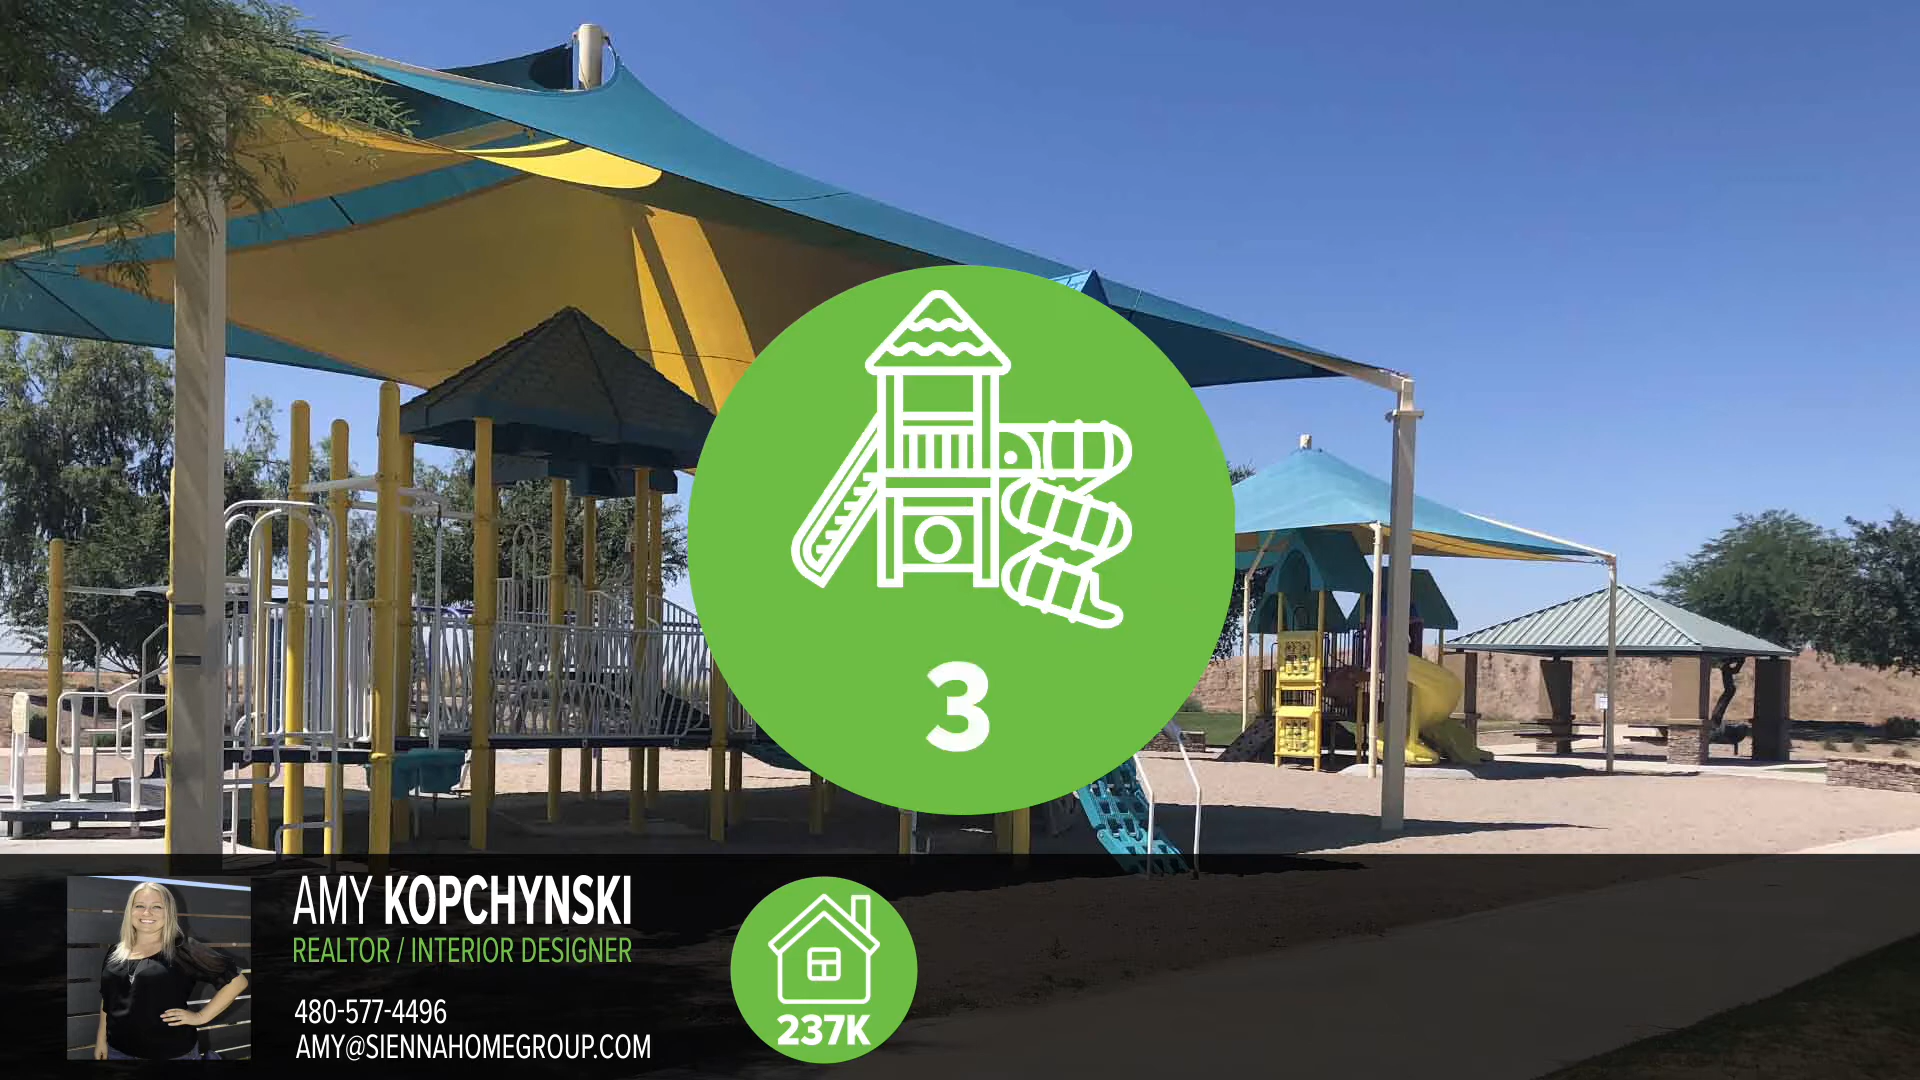 3
AMY KOPCHYNSKI
REALTOR / INTERIOR DESIGNER
480-577-4496
AMY@SIENNAHOMEGROUP.COM
237K